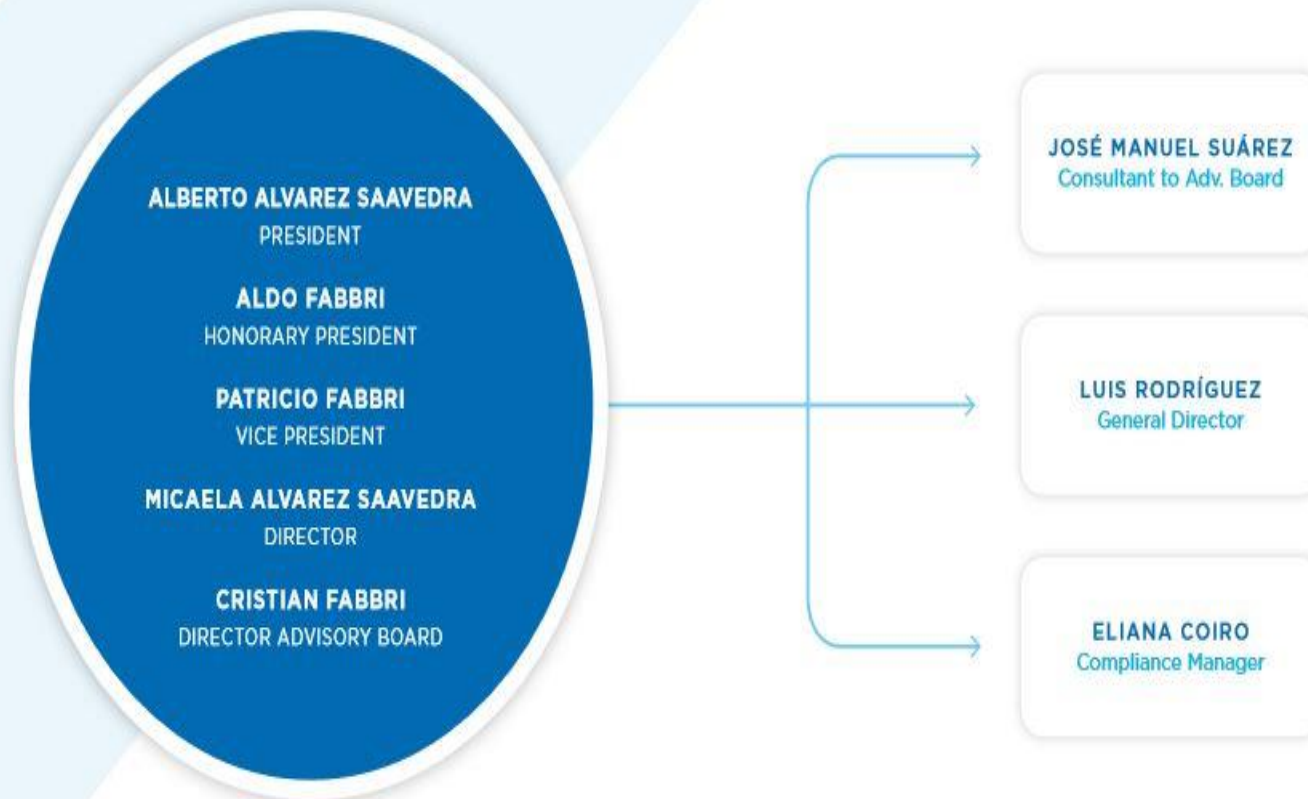 ALBERTO ALVAREZ SAAVEDRA
PRESIDENT
ALDO FABBRI
HONORARY PRESIDENT
PATRICIO FABBRI
VICE PRESIDENT
MICAELA ALVAREZ SAAVEDRA
DIRECTOR
CRISTIAN FABBRI
DIRECTOR ADVISORY BOARD
JOSÉ MANUEL SUÁREZ
Consultant to Adv. Board
LUIS RODRÍGUEZ
General Director
ELIANA COIRO
Compliance Manager